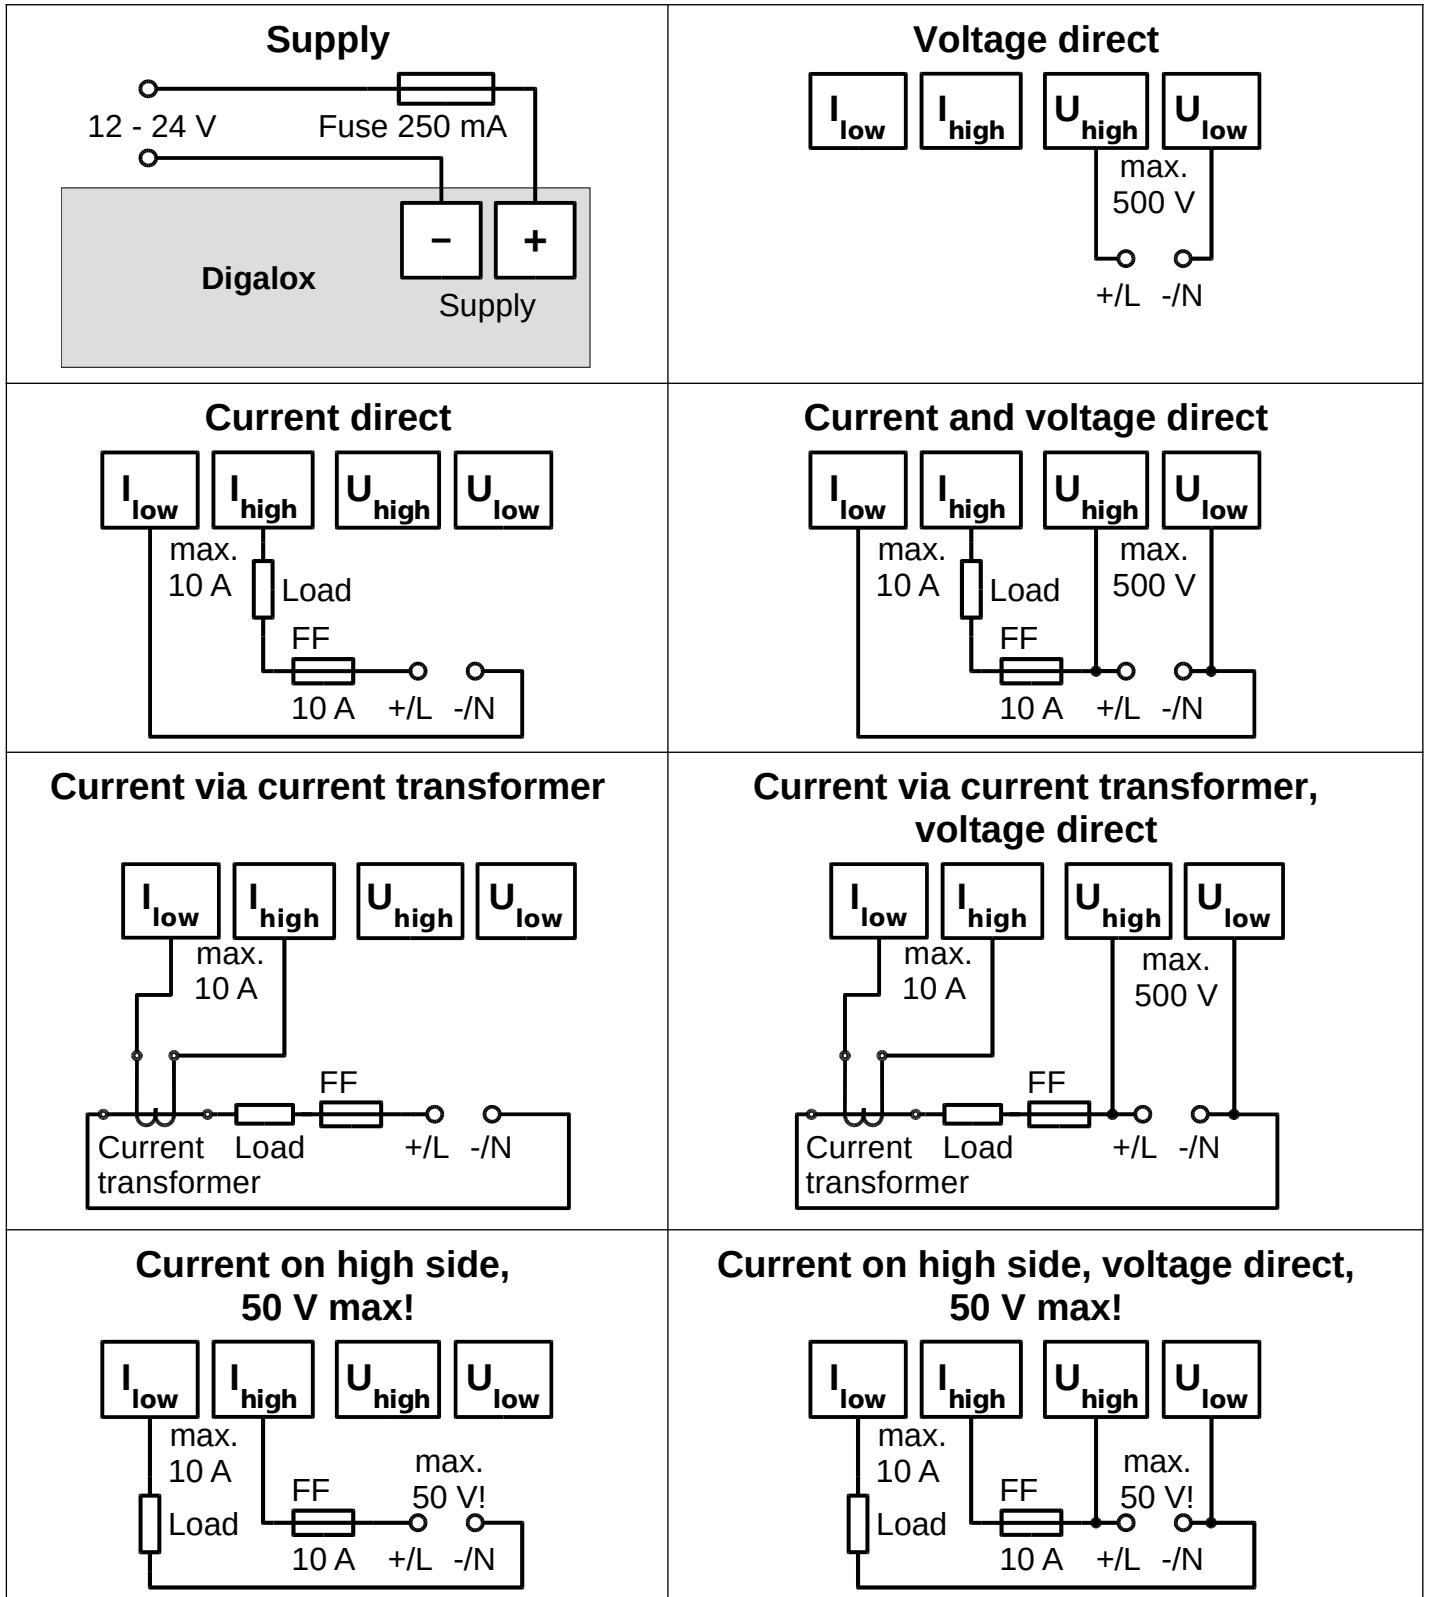 Supply
12 - 24 V
Fuse 250 mA
− +
Digalox
Supply
Voltage direct
I low I high U high U low
max.
500 V
+/L -/N
Current direct
I low I high U high U low
max.
10 A
Load
FF
10 A +/L -/N
Current and voltage direct
I low I high U high U low
max. max.
10 A Load 500 V
FF
10 A +/L -/N
Current via current transformer
I low I high U high U low
max.
10 A
FF
Current Load +/L -/N
transformer
Current via current transformer,
voltage direct
I low I high U high U low
max. max.
10 A 500 V
FF
Current Load +/L -/N
transformer
Current on high side,
50 V max!
I low I high U high U low
max.
10 A
max.
FF 50 V!
Load
10 A +/L -/N
Current on high side, voltage direct,
50 V max!
I low I high U high U low
max.
10 A
max.
FF 50 V!
Load
10 A +/L -/N